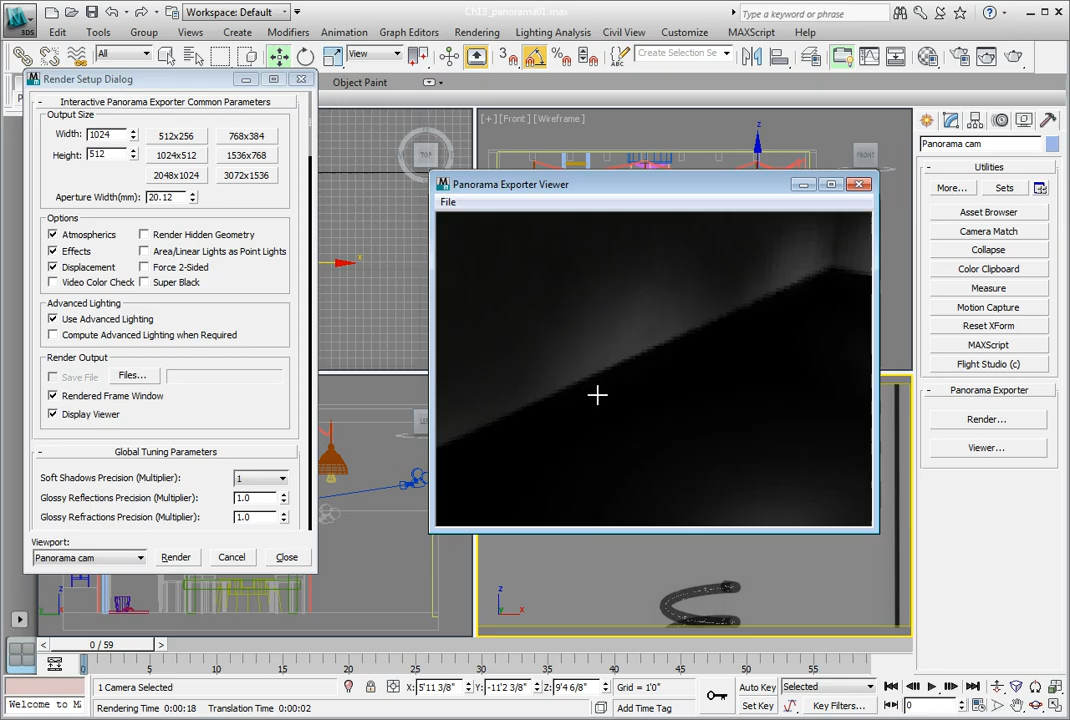 Workspace: Default
Ch13_panorama01.max
Type a keyword or phrase
3DS
Edit Tools Group Views Create Modifiers Animation Graph Editors Rendering Lighting Analysis Civil View Customize MAXScript Help
All
View
Create Selection Se
Render Setup Dialog
Object Paint
Interactive Panorama Exporter Common Parameters
Output Size
Width: 1024 512x256 768x384
Height: 512 1024x512 1536x768
2048x1024 3072x1536
Aperture Width(mm): 20.12
Options
Atmospherics Render Hidden Geometry
Effects Area/Linear Lights as Point Lights
Displacement Force 2-Sided
Video Color Check Super Black
Advanced Lighting
Use Advanced Lighting
Compute Advanced Lighting when Required
Render Output
Save File Files...
Rendered Frame Window
Display Viewer
Global Tuning Parameters
Soft Shadows Precision (Multiplier): 1
Glossy Reflections Precision (Multiplier): 1.0
Glossy Refractions Precision (Multiplier): 1.0
Viewport:
Panorama cam Render Cancel Close
TOP
x
[+] [Front] [Wireframe]
z
FRONT
Panorama Exporter Viewer
File
z
y x
z
x
Panorama cam
Utilities
More... Sets
Asset Browser
Camera Match
Collapse
Color Clipboard
Measure
Motion Capture
Reset XForm
MAXScript
Flight Studio (c)
Panorama Exporter
Render...
Viewer...
< 0 / 59 >
0 5 10 15 20 25 30 35 40 45 50 55
Welcome to M
1 Camera Selected
X: 5'11 3/8" Y: -11'2 3/8" Z: 9'4 6/8" Grid = 1'0"
Rendering Time 0:00:18 Translation Time 0:00:02
Add Time Tag
Auto Key Selected
Set Key Key Filters...
0